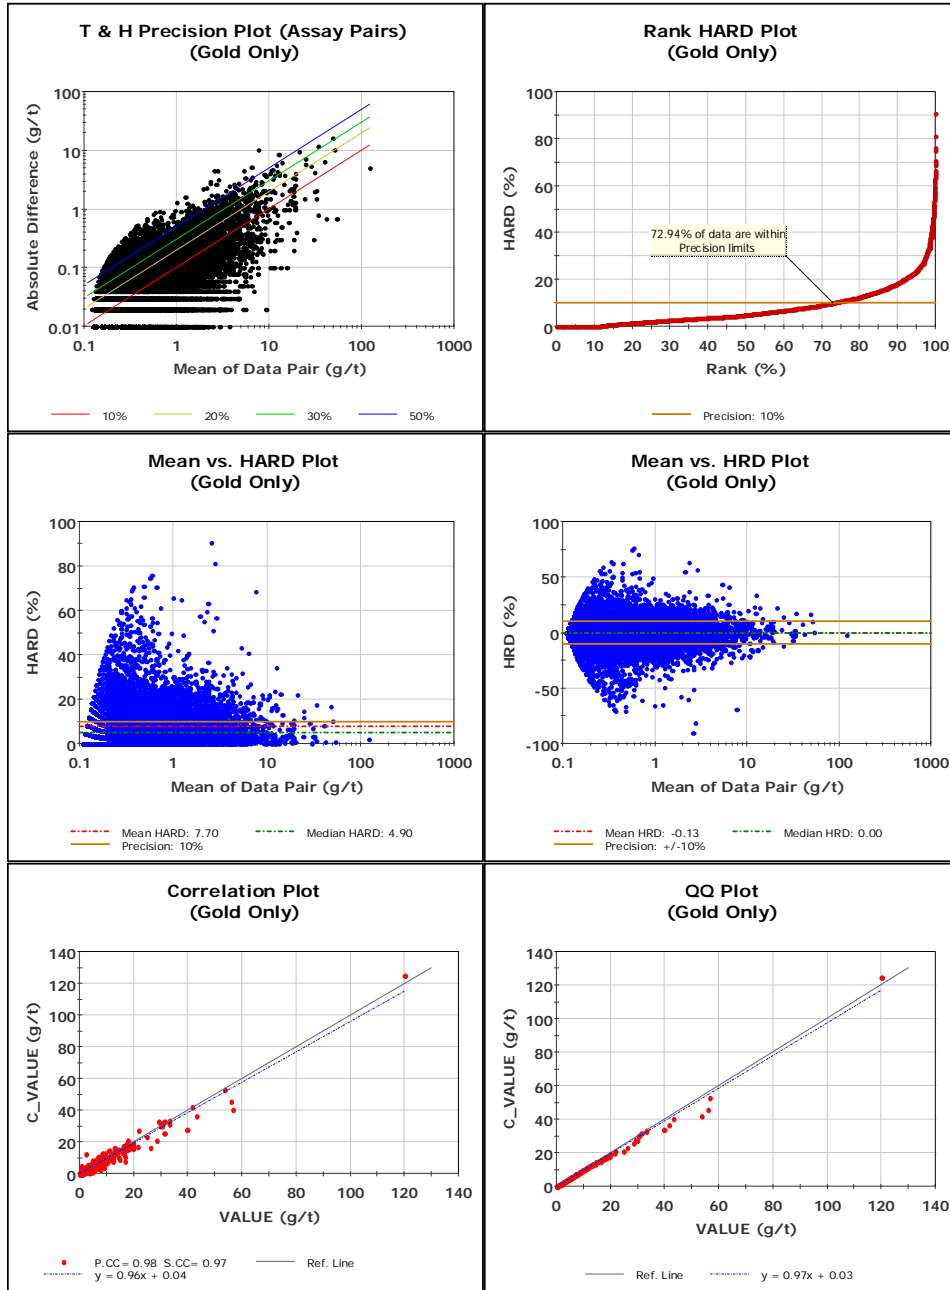 T & H Precision Plot (Assay Pairs)
(Gold Only)
Absolute Difference (g/t)
100
10
1
0.1
0.01
0.1
1
10
100
1000
Mean of Data Pair (g/t)
10%
20%
30%
50%
Rank HARD Plot
(Gold Only)
HARD (%)
100
80
60
40
20
0
72.94% of data are within
Precision limits
0
10
20
30
40
50
60
70
80
90
100
Rank (%)
Precision: 10%
Mean vs. HARD Plot
(Gold Only)
HARD (%)
100
80
60
40
20
0
0.1
1
10
100
1000
Mean of Data Pair (g/t)
Mean HARD: 7.70
Median HARD: 4.90
Precision: 10%
Mean vs. HRD Plot
(Gold Only)
HRD (%)
100
50
0
-50
-100
0.1
1
10
100
1000
Mean of Data Pair (g/t)
Mean HRD: -0.13
Median HRD: 0.00
Precision: +/-10%
Correlation Plot
(Gold Only)
C_VALUE (g/t)
140
120
100
80
60
40
20
0
0
20
40
60
80
100
120
140
VALUE (g/t)
P.CC= 0.98 S.CC= 0.97
Ref. Line
y = 0.96x + 0.04
QQ Plot
(Gold Only)
C_VALUE (g/t)
140
120
100
80
60
40
20
0
0
20
40
60
80
100
120
140
VALUE (g/t)
Ref. Line
y = 0.97x + 0.03